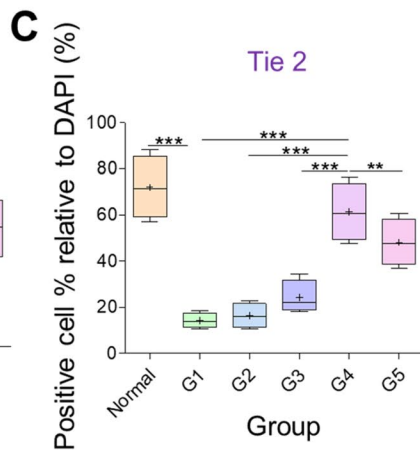 C
Tie 2
Positive cell % relative to DAPI (%)
100
80
60
40
20
0
***
***
***
***
**
Normal
G1
G2
G3
G4
G5
Group